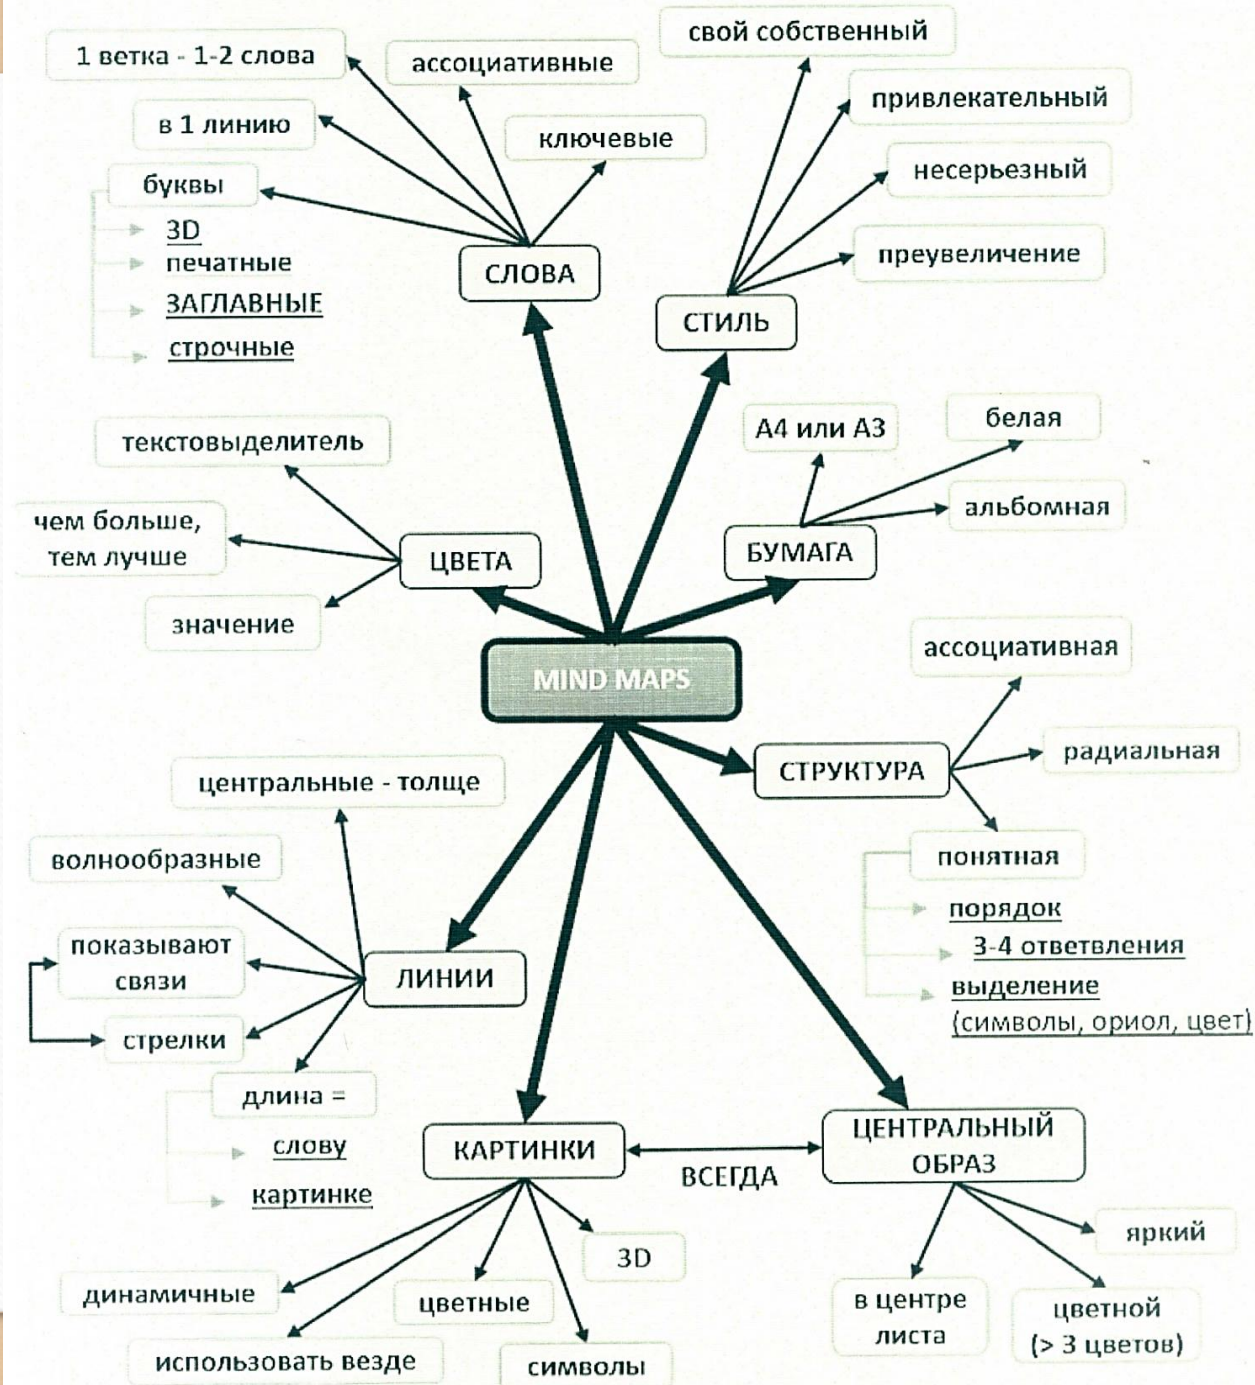 свой собственный
1 ветка - 1-2 слова
ассоциативные
привлекательный
в 1 линию
ключевые
несерьезный
буквы
3D
печатные
ЗАГЛАВНЫЕ
строчные
СЛОВА
преувеличение
СТИЛЬ
А4 или А3
белая
альбомная
БУМАГА
текстовыделитель
чем больше,
тем лучше
ЦВЕТА
значение
MIND MAPS
ассоциативная
радиальная
СТРУКТУРА
понятная
порядок
3-4 ответвления
выделение
(символы, ориол, цвет)
центральные - толще
волнообразные
показывают
связи
ЛИНИИ
стрелки
длина =
слову
картинке
КАРТИНКИ
ВСЕГДА
ЦЕНТРАЛЬНЫЙ
ОБРАЗ
3D
динамичные
цветные
использовать везде
символы
яркий
в центре
листа
цветной
(> 3 цветов)